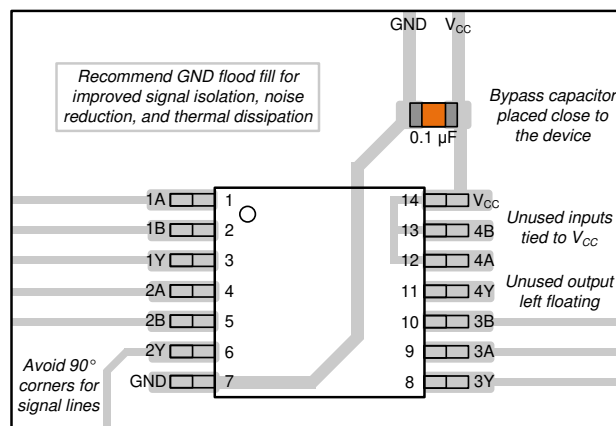 GND V_CC
Recommend GND flood fill for
improved signal isolation, noise
reduction, and thermal dissipation
Bypass capacitor
placed close to
the device
0.1 µF
1A 1 14 V_CC
1B 2 13 4B
1Y 3 12 4A
2A 4 11 4Y
2B 5 10 3B
2Y 6 9 3A
GND 7 8 3Y
Unused inputs
tied to V_CC
Unused output
left floating
Avoid 90°
corners for
signal lines